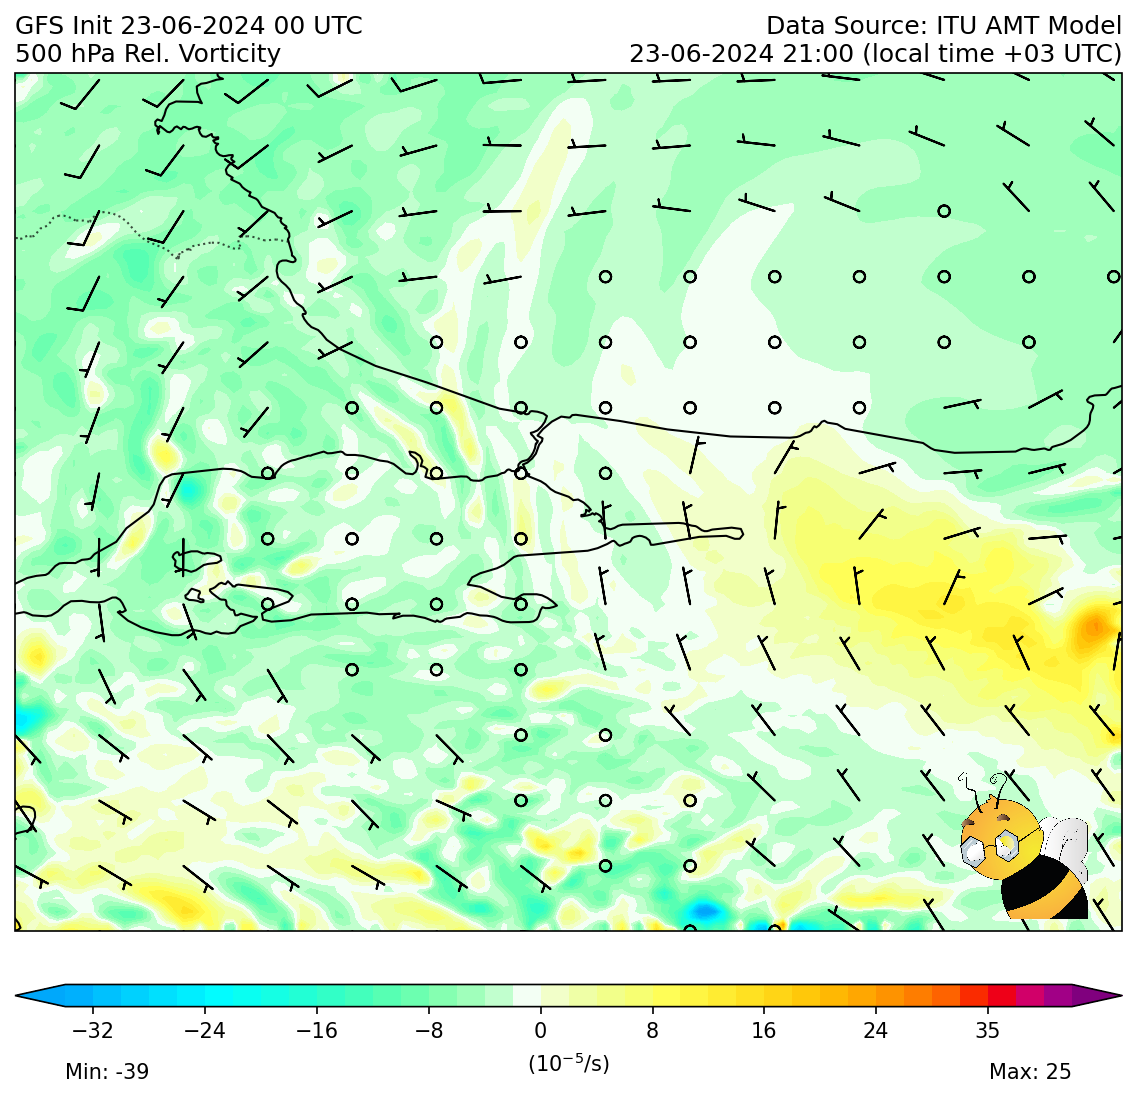 GFS Init 23-06-2024 00 UTC
Data Source: ITU AMT Model
500 hPa Rel. Vorticity
23-06-2024 21:00 (local time +03 UTC)
−32 −24 −16 −8 0 8 16 24 35
(10⁻⁵/s)
Min: -39
Max: 25